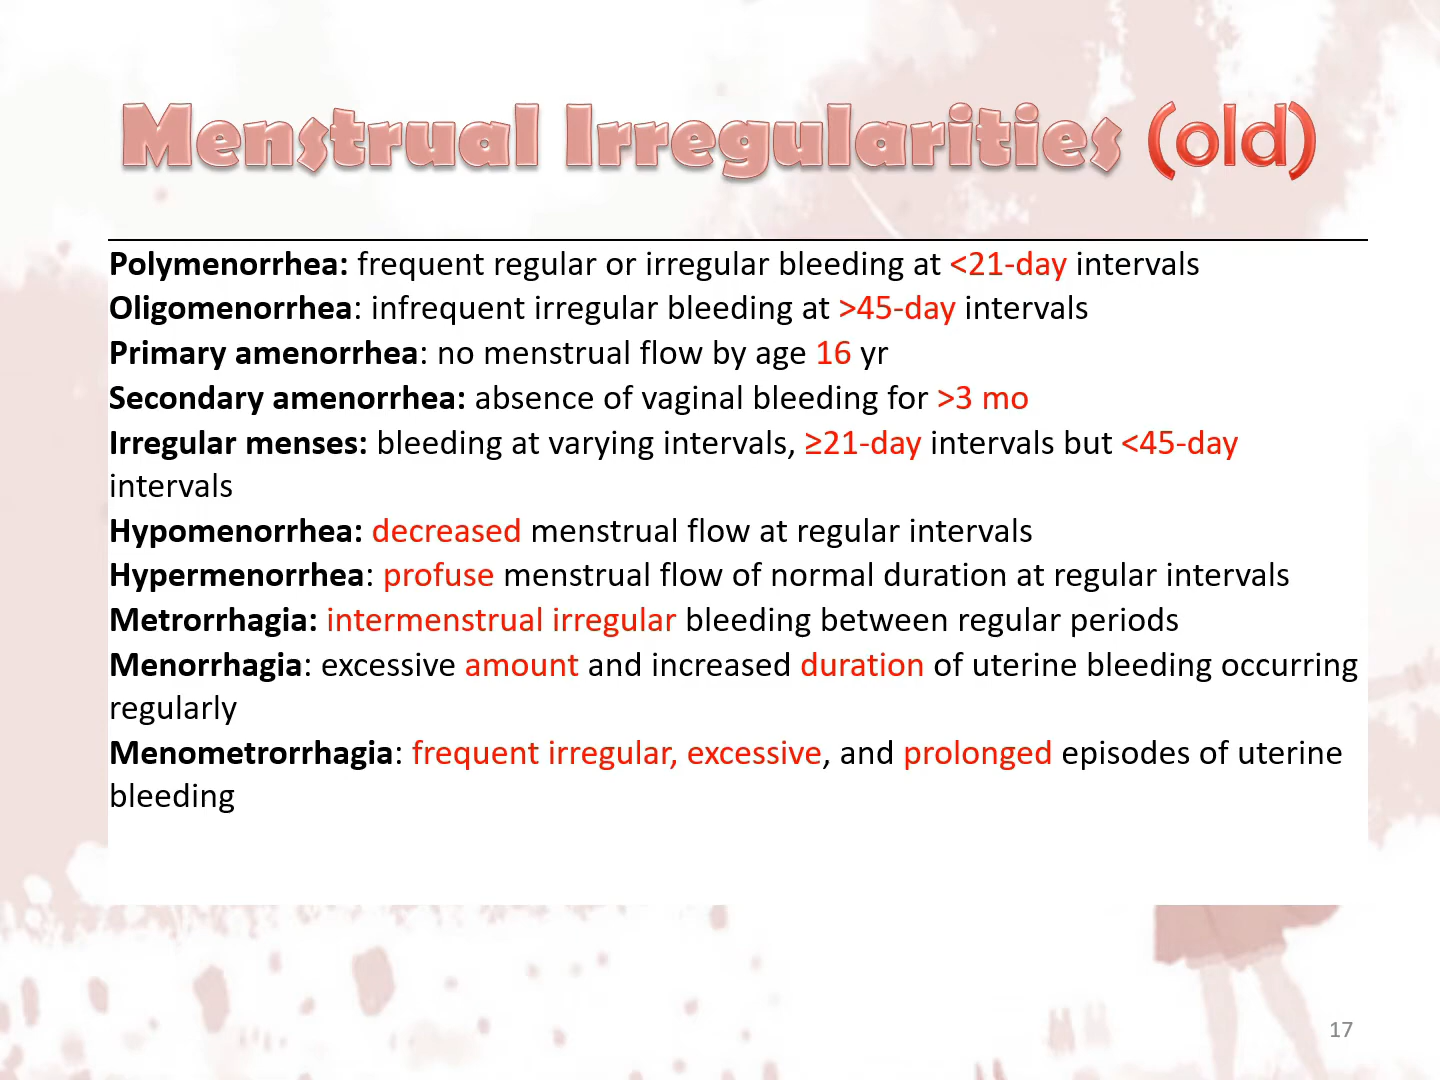 Menstrual Irregularities (old)
Polymenorrhea: frequent regular or irregular bleeding at <21-day intervals
Oligomenorrhea: infrequent irregular bleeding at >45-day intervals
Primary amenorrhea: no menstrual flow by age 16 yr
Secondary amenorrhea: absence of vaginal bleeding for >3 mo
Irregular menses: bleeding at varying intervals, ≥21-day intervals but <45-day
intervals
Hypomenorrhea: decreased menstrual flow at regular intervals
Hypermenorrhea: profuse menstrual flow of normal duration at regular intervals
Metrorrhagia: intermenstrual irregular bleeding between regular periods
Menorrhagia: excessive amount and increased duration of uterine bleeding occurring
regularly
Menometrorrhagia: frequent irregular, excessive, and prolonged episodes of uterine
bleeding
17